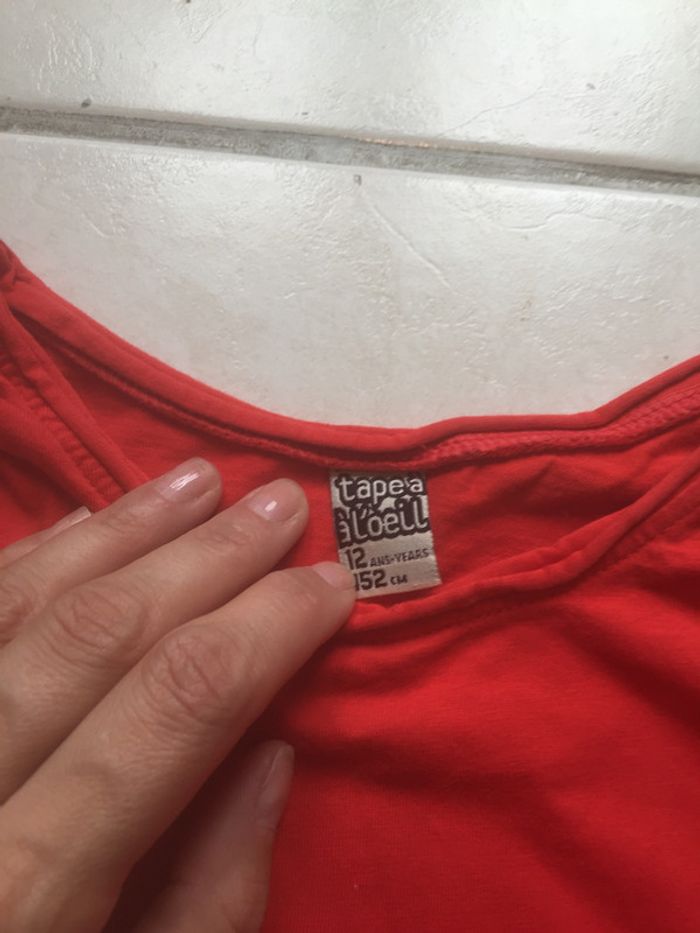 tape a
à l'oeil
12 ANS-YEARS
152 CM